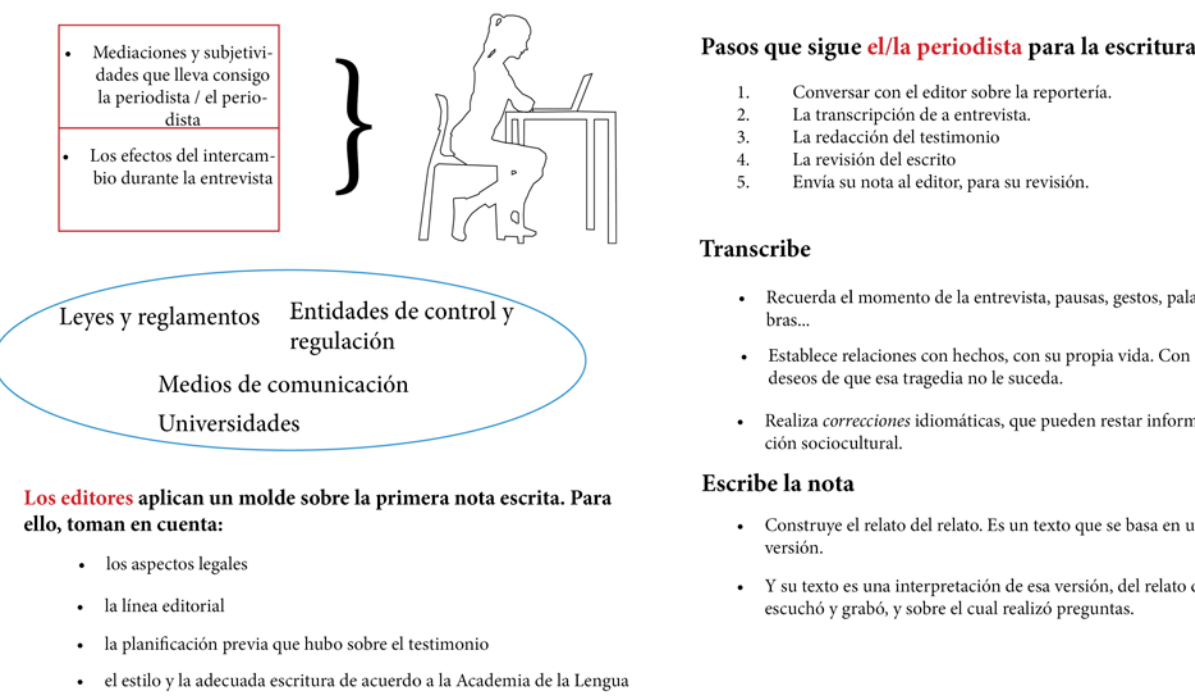 • Mediaciones y subjetivi-
dades que lleva consigo
la periodista / el perio-
dista
• Los efectos del intercam-
bio durante la entrevista
}
Leyes y reglamentos
Entidades de control y
regulación
Medios de comunicación
Universidades
Los editores aplican un molde sobre la primera nota escrita. Para
ello, toman en cuenta:
• los aspectos legales
• la línea editorial
• la planificación previa que hubo sobre el testimonio
• el estilo y la adecuada escritura de acuerdo a la Academia de la Lengua
Pasos que sigue el/la periodista para la escritura
1. Conversar con el editor sobre la reportería.
2. La transcripción de a entrevista.
3. La redacción del testimonio
4. La revisión del escrito
5. Envía su nota al editor, para su revisión.
Transcribe
• Recuerda el momento de la entrevista, pausas, gestos, pala
bras...
• Establece relaciones con hechos, con su propia vida. Con
deseos de que esa tragedia no le suceda.
• Realiza correcciones idiomáticas, que pueden restar inform
ción sociocultural.
Escribe la nota
• Construye el relato del relato. Es un texto que se basa en u
versión.
• Y su texto es una interpretación de esa versión, del relato
escuchó y grabó, y sobre el cual realizó preguntas.